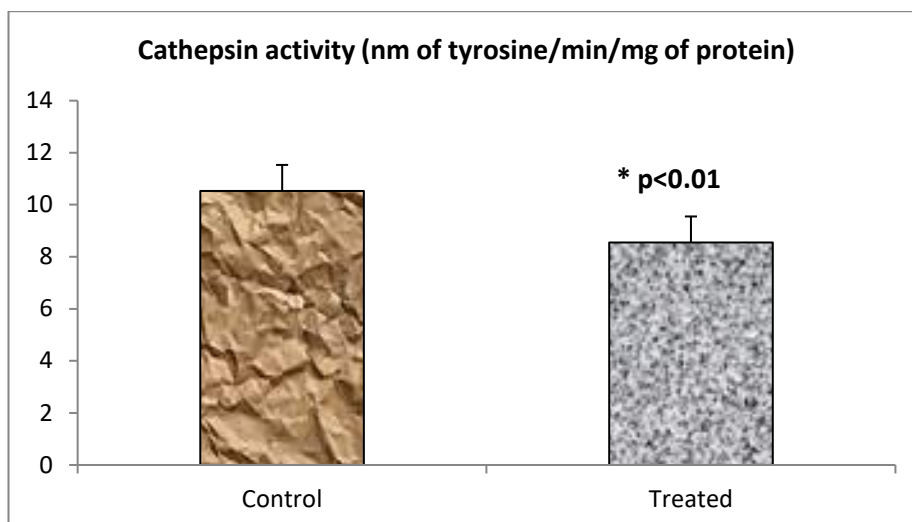 Cathepsin activity (nm of tyrosine/min/mg of protein)
14
12
10
8
6
4
2
0
* p<0.01
Control
Treated